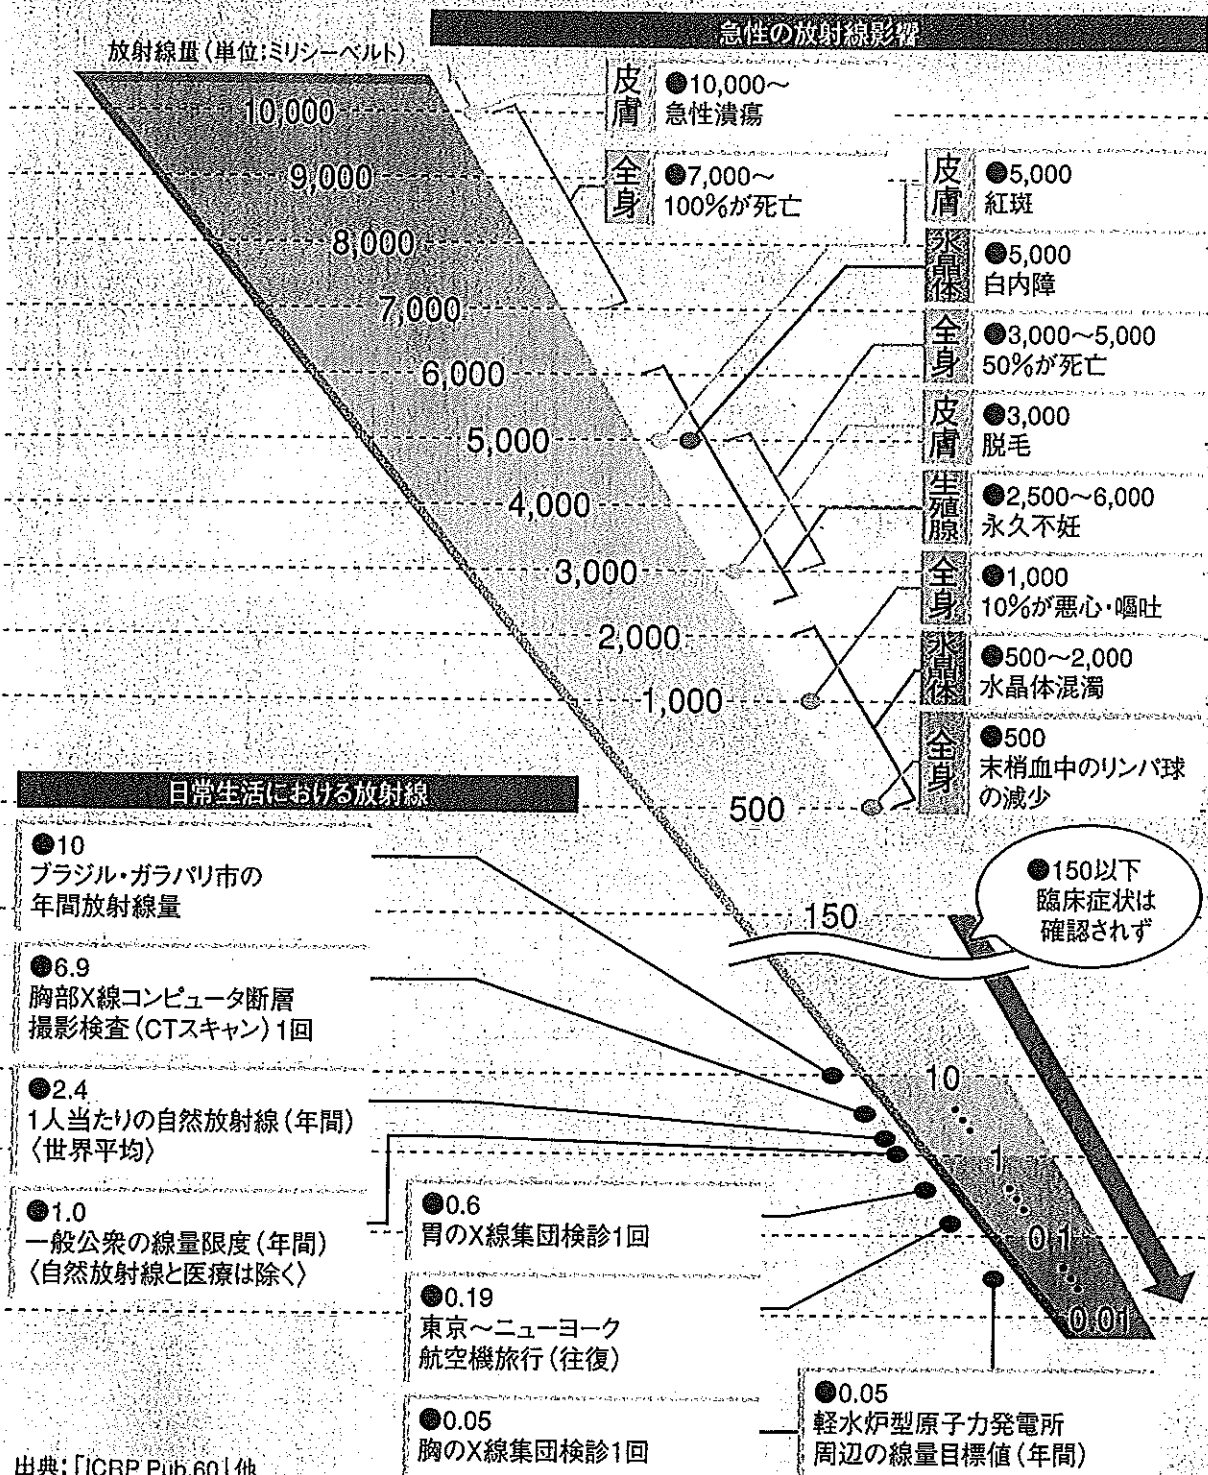 急性の放射線影響
放射線量(単位:ミリシーベルト)
10,000
9,000
8,000
7,000
6,000
5,000
4,000
3,000
2,000
1,000
500
150
10
1
0.1
0.01
皮膚
●10,000～
急性潰瘍
全身
●7,000～
100%が死亡
皮膚
●5,000
紅斑
水晶体
●5,000
白内障
全身
●3,000～5,000
50%が死亡
皮膚
●3,000
脱毛
生殖腺
●2,500～6,000
永久不妊
全身
●1,000
10%が悪心・嘔吐
水晶体
●500～2,000
水晶体混濁
全身
●500
末梢血中のリンパ球
の減少
●150以下
臨床症状は
確認されず
日常生活における放射線
●10
ブラジル・ガラパリ市の
年間放射線量
●6.9
胸部X線コンピュータ断層
撮影検査(CTスキャン)1回
●2.4
1人当たりの自然放射線(年間)
〈世界平均〉
●1.0
一般公衆の線量限度(年間)
〈自然放射線と医療は除く〉
●0.6
胃のX線集団検診1回
●0.19
東京～ニューヨーク
航空機旅行(往復)
●0.05
胸のX線集団検診1回
●0.05
軽水炉型原子力発電所
周辺の線量目標値(年間)
出典:「ICRP Pub.60」他